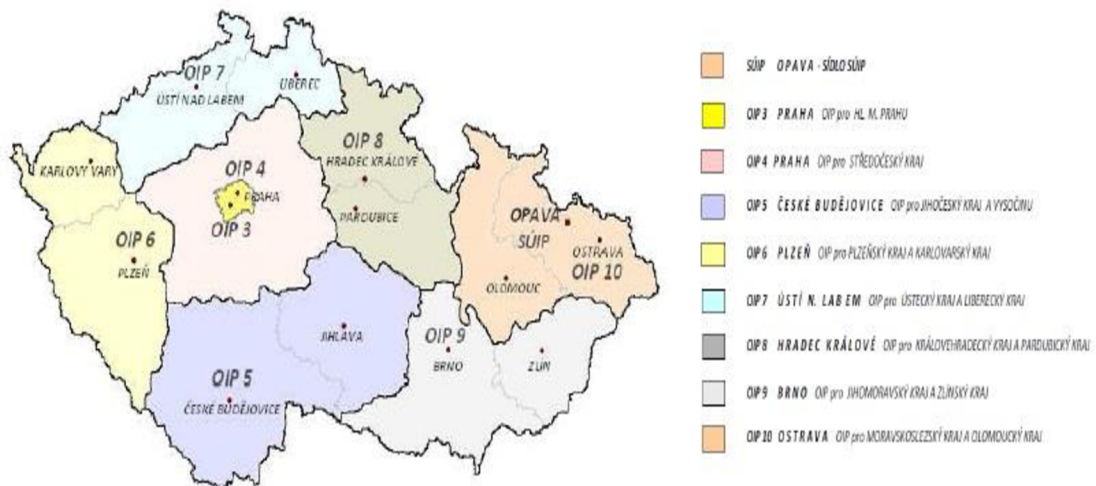 OIP 7
ÚSTÍ NAD LABEM
LIBEREC
KARLOVY VARY
OIP 8
HRADEC KRÁLOVÉ
PARDUBICE
OIP 4
PRAHA
OIP 3
OIP 6
PLZEŇ
OPAVA
SÚIP
OSTRAVA
OIP 10
OLOMOUC
JIHLAVA
OIP 9
BRNO
ZLÍN
OIP 5
ČESKÉ BUDĚJOVICE
SÚIP OPAVA - SÍDLO SÚIP
OIP 3 PRAHA OIP pro HL. M. PRAHU
OIP 4 PRAHA OIP pro STŘEDOČESKÝ KRAJ
OIP 5 ČESKÉ BUDĚJOVICE OIP pro JIHOČESKÝ KRAJ A VYSOČINU
OIP 6 PLZEŇ OIP pro PLZEŇSKÝ KRAJ A KARLOVARSKÝ KRAJ
OIP 7 ÚSTÍ N. LABEM OIP pro ÚSTECKÝ KRAJ A LIBERECKÝ KRAJ
OIP 8 HRADEC KRÁLOVÉ OIP pro KRÁLOVEHRADECKÝ KRAJ A PARDUBICKÝ KRAJ
OIP 9 BRNO OIP pro JIHOMORAVSKÝ KRAJ A ZLÍNSKÝ KRAJ
OIP 10 OSTRAVA OIP pro MORAVSKOSLEZSKÝ KRAJ A OLOMOUCKÝ KRAJ